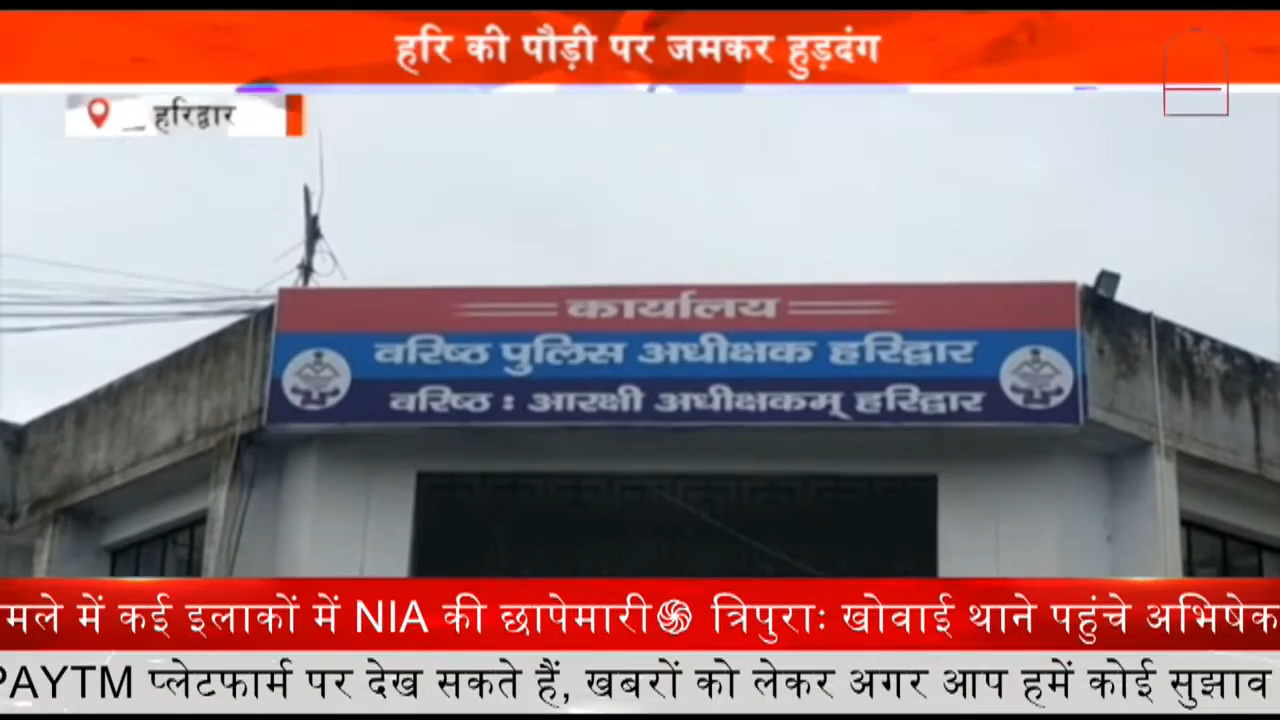 हरि की पौड़ी पर जमकर हुड़दंग
हरिद्वार
कार्यालय
वरिष्ठ पुलिस अधीक्षक हरिद्वार
वरिष्ठ : आरक्षी अधीक्षकम् हरिद्वार
मले में कई इलाकों में NIA की छापेमारी त्रिपुराः खोवाई थाने पहुंचे अभिषेक
PAYTM प्लेटफार्म पर देख सकते हैं, खबरों को लेकर अगर आप हमें कोई सुझाव